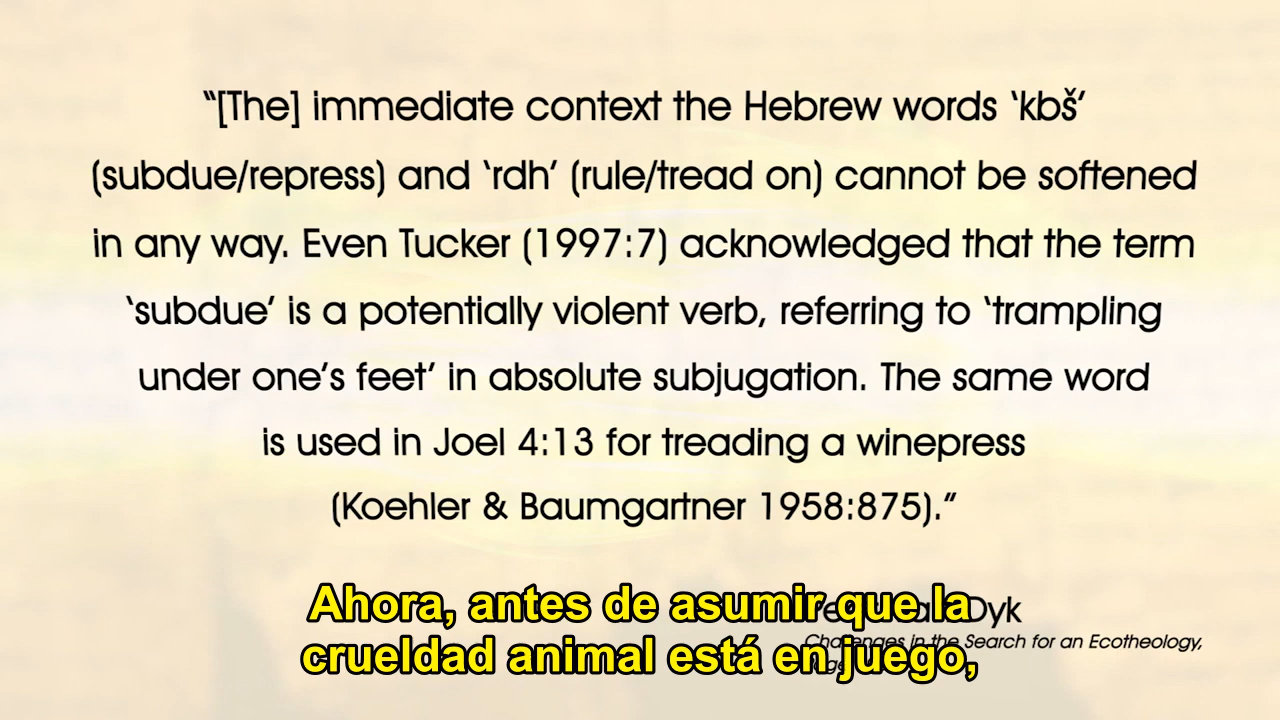 “[The] immediate context the Hebrew words ‘kbš’
(subdue/repress) and ‘rdh’ (rule/tread on) cannot be softened
in any way. Even Tucker (1997:7) acknowledged that the term
‘subdue’ is a potentially violent verb, referring to ‘trampling
under one’s feet’ in absolute subjugation. The same word
is used in Joel 4:13 for treading a winepress
(Koehler & Baumgartner 1958:875).”
Dyk
Challenges in the Search for an Ecotheology,
Ahora, antes de asumir que la
crueldad animal está en juego,